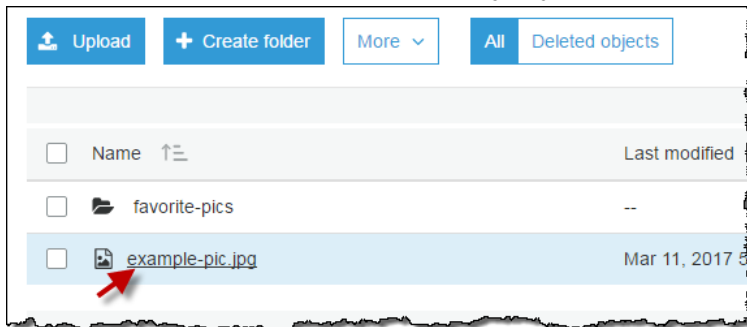 Upload + Create folder More All Deleted objects
Name Last modified
favorite-pics --
example-pic.jpg Mar 11, 2017